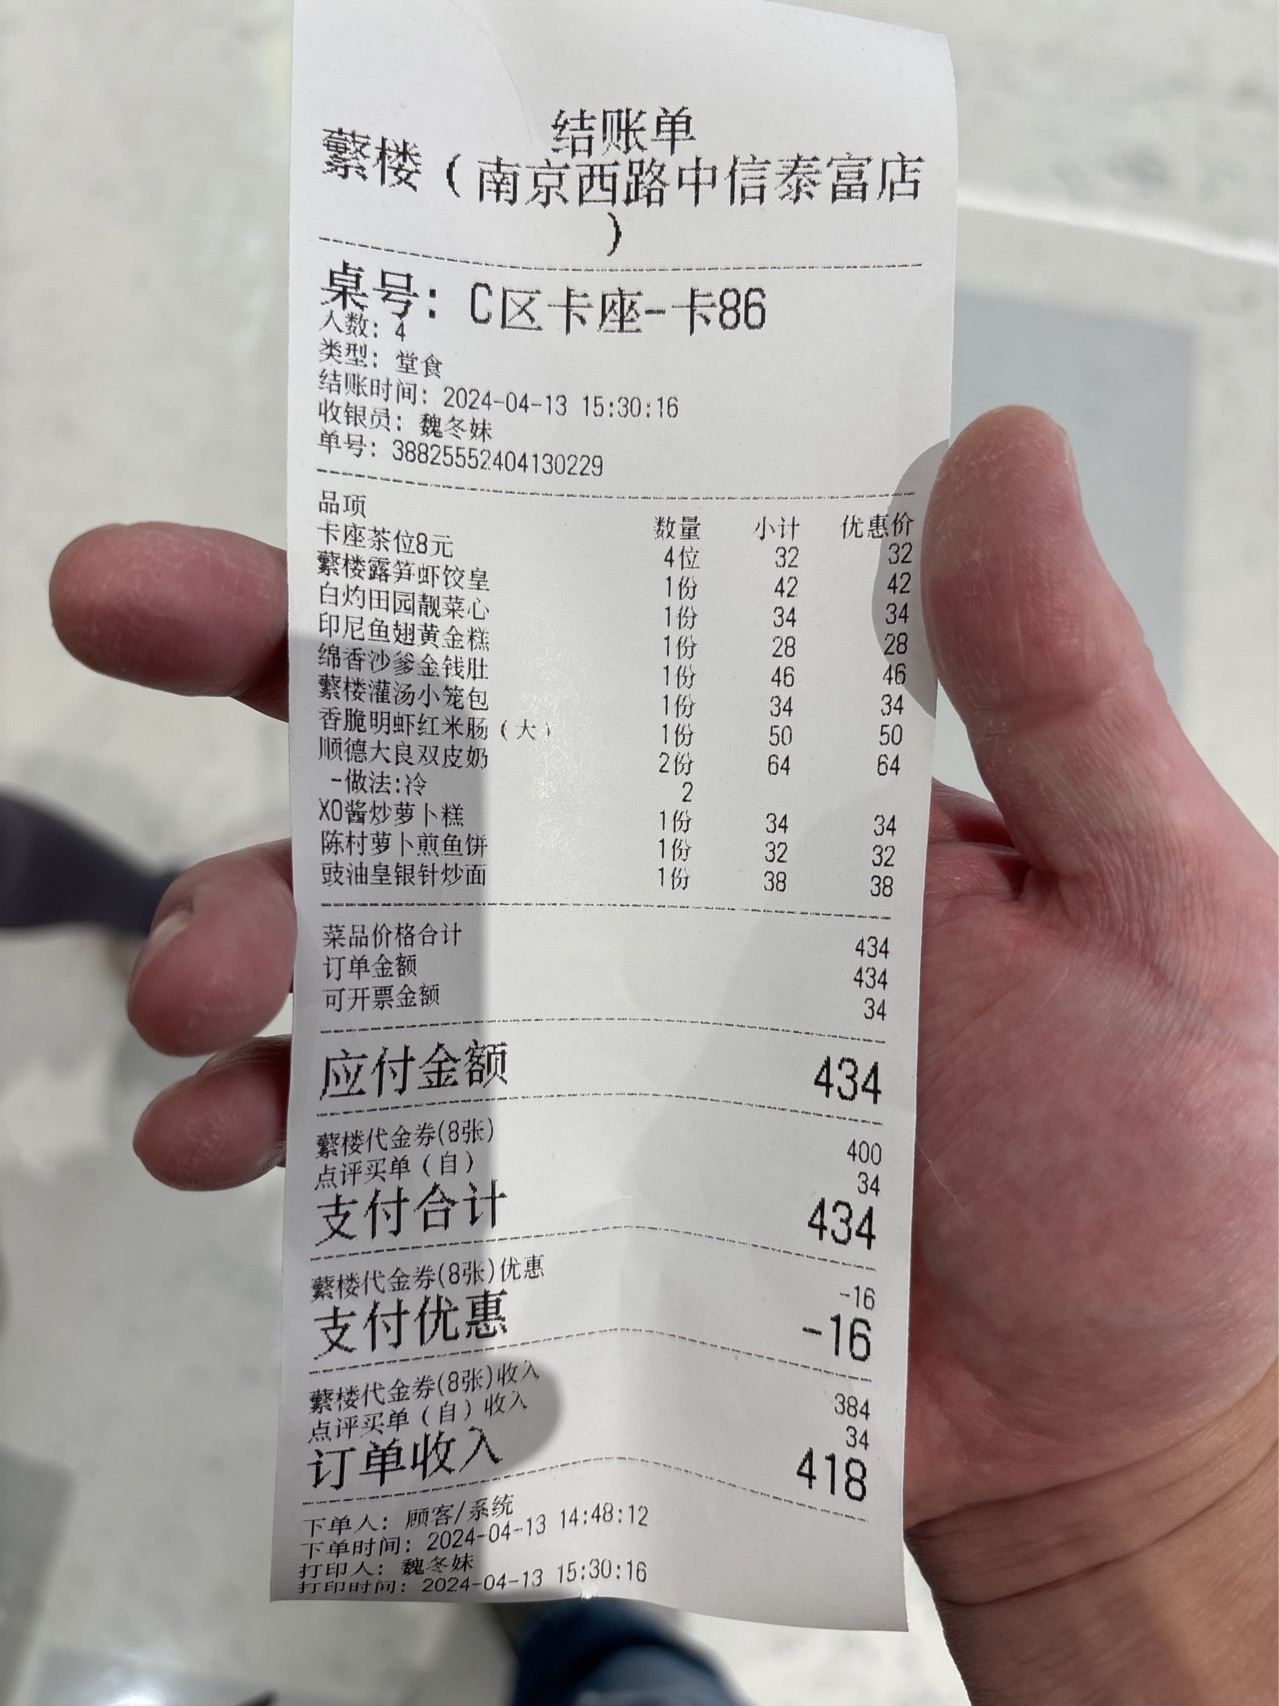 结账单
蘩楼（南京西路中信泰富店
）
桌号：C区卡座-卡86
人数：4
类型：堂食
结账时间：2024-04-13 15:30:16
收银员：魏冬妹
单号：38825552404130229
品项 数量 小计 优惠价
卡座茶位8元 4位 32 32
蘩楼露笋虾饺皇 1份 42 42
白灼田园靓菜心 1份 34 34
印尼鱼翅黄金糕 1份 28 28
绵香沙爹金钱肚 1份 46 46
蘩楼灌汤小笼包 1份 34 34
香脆明虾红米肠（大） 1份 50 50
顺德大良双皮奶 2份 64 64
-做法:冷 2
XO酱炒萝卜糕 1份 34 34
陈村萝卜煎鱼饼 1份 32 32
豉油皇银针炒面 1份 38 38
菜品价格合计 434
订单金额 434
可开票金额 34
应付金额 434
蘩楼代金券(8张) 400
点评买单（自） 34
支付合计 434
蘩楼代金券(8张)优惠 -16
支付优惠 -16
蘩楼代金券(8张)收入 384
点评买单（自）收入 34
订单收入 418
下单人：顾客/系统
下单时间：2024-04-13 14:48:12
打印人：魏冬妹
打印时间：2024-04-13 15:30:16